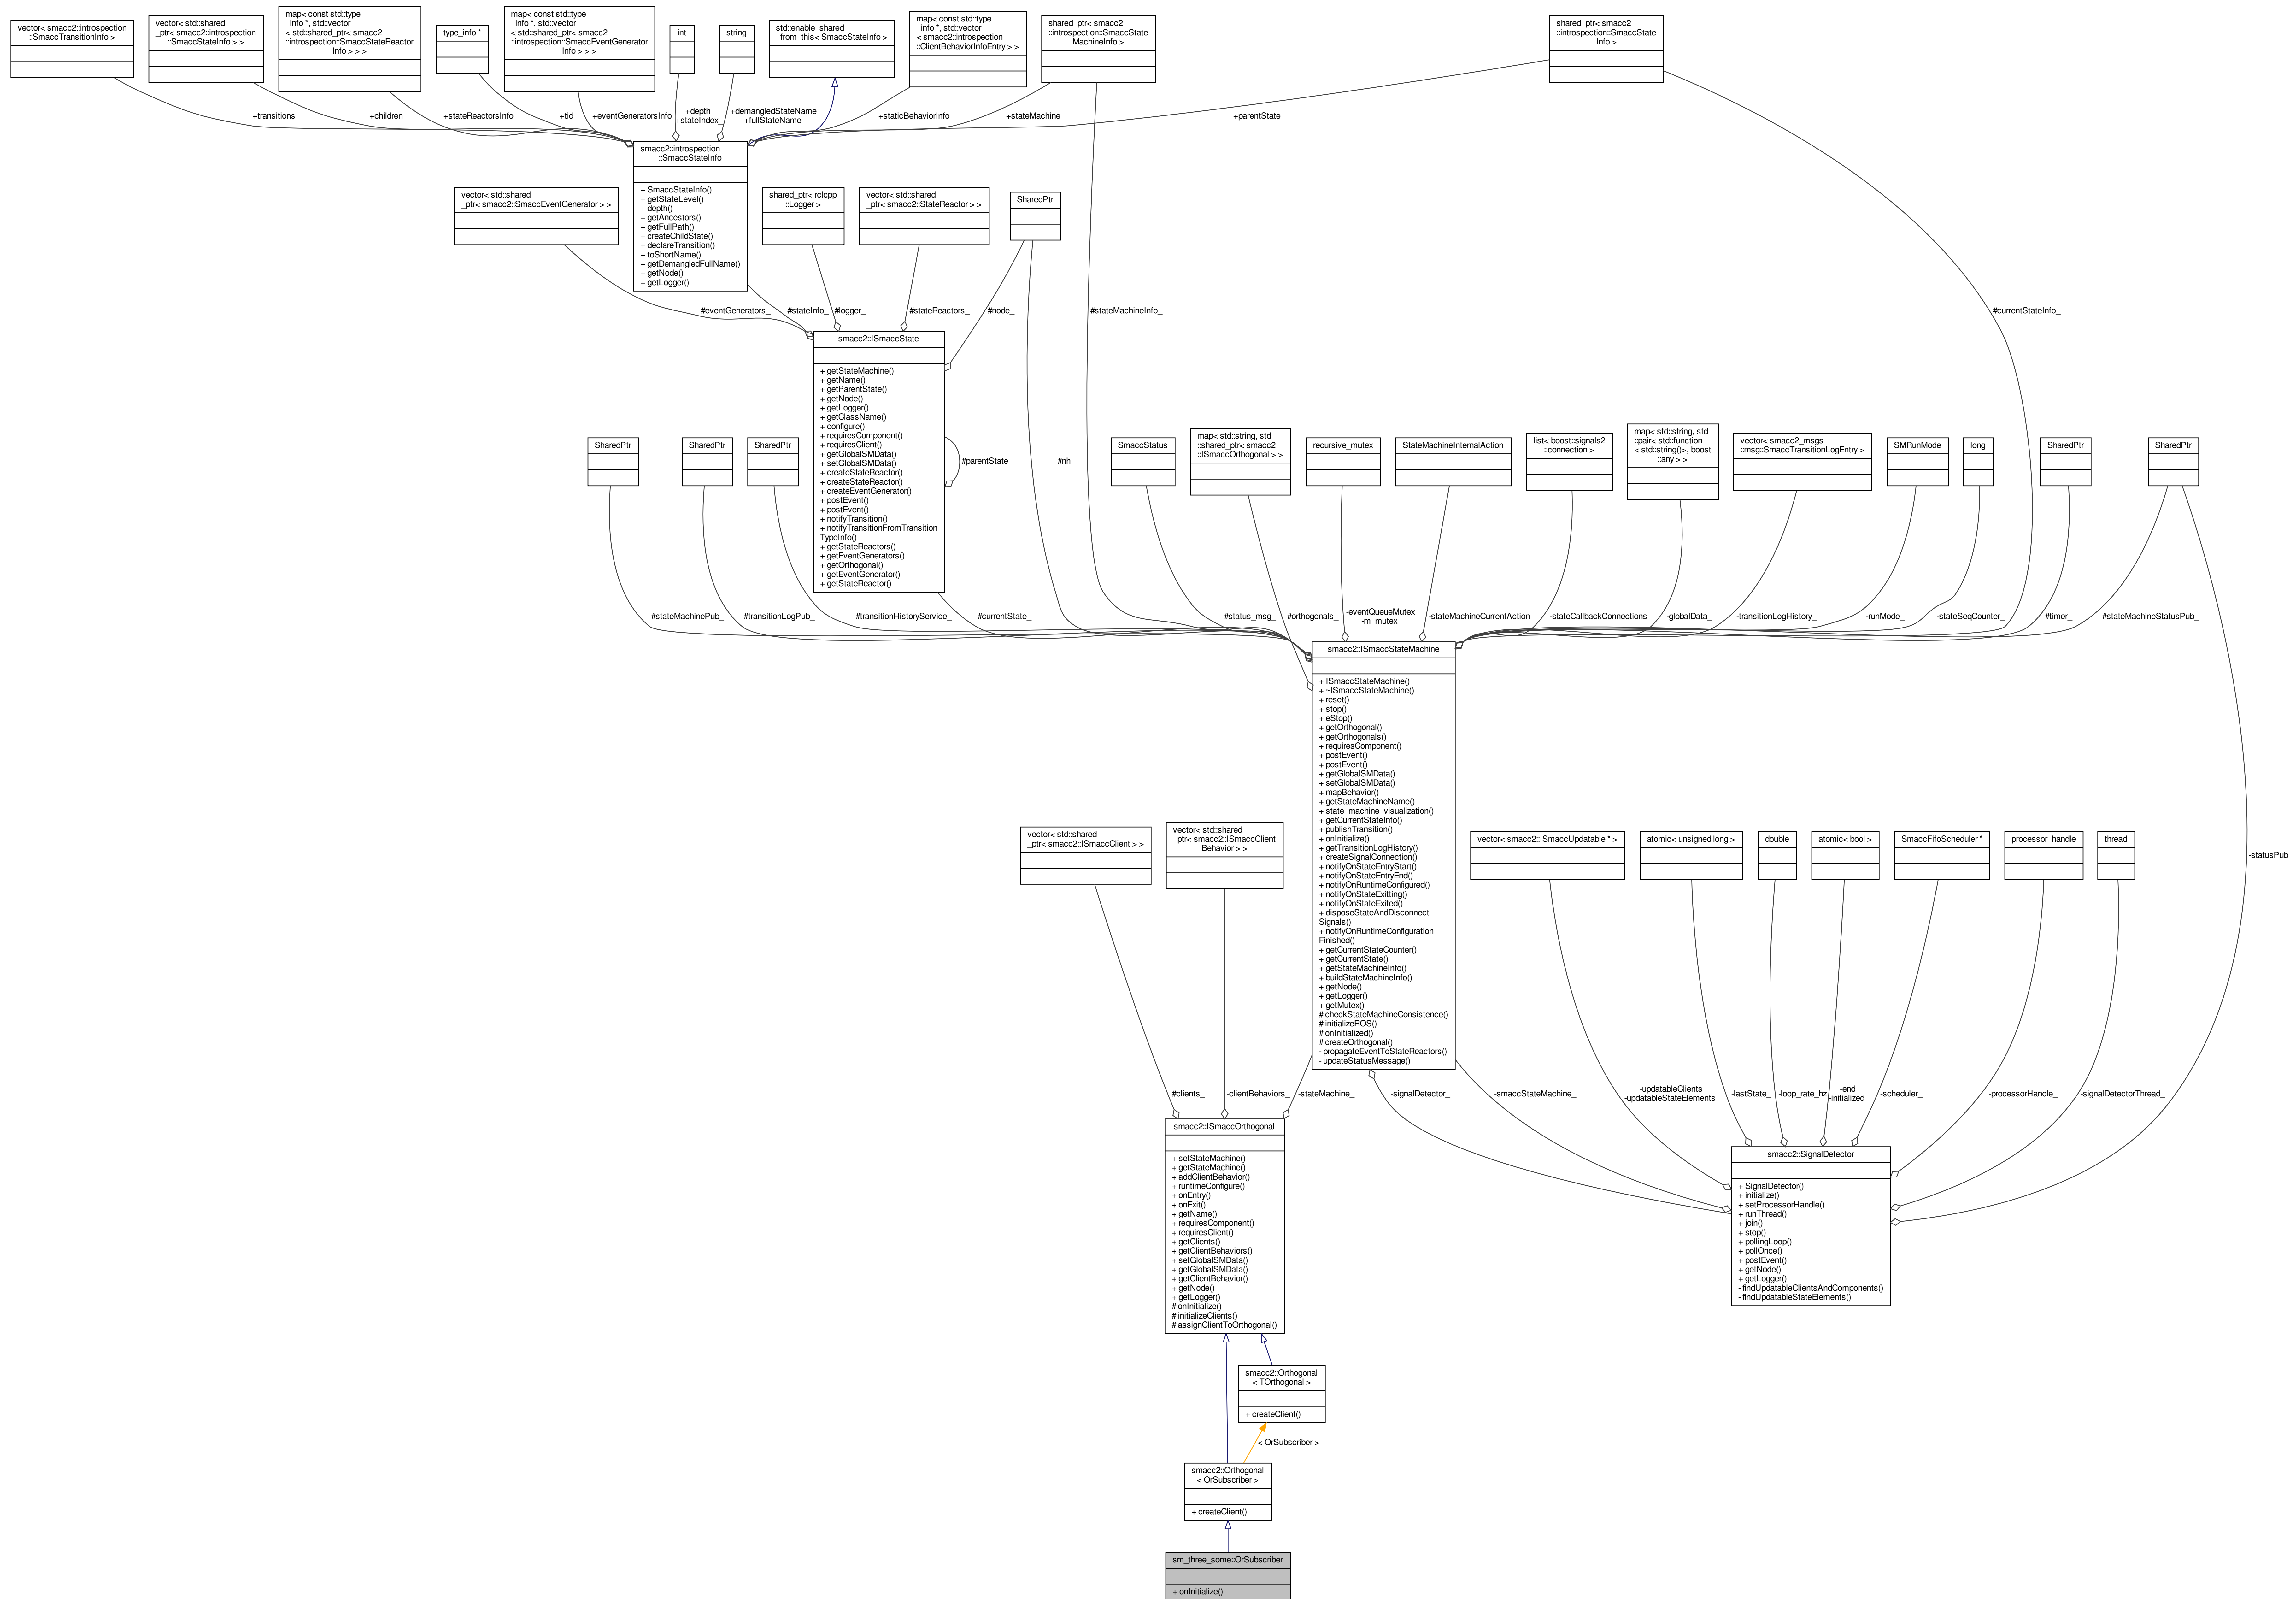 vector< smacc2::introspection
::SmaccTransitionInfo >
vector< std::shared
_ptr< smacc2::introspection
::SmaccStateInfo > >
map< const std::type
_info *, std::vector
< std::shared_ptr< smacc2
::introspection::SmaccStateReactor
Info > > >
type_info *
map< const std::type
_info *, std::vector
< std::shared_ptr< smacc2
::introspection::SmaccEventGenerator
Info > > >
int
string
std::enable_shared
_from_this< SmaccStateInfo >
map< const std::type
_info *, std::vector
< smacc2::introspection
::ClientBehaviorInfoEntry > >
shared_ptr< smacc2
::introspection::SmaccState
MachineInfo >
shared_ptr< smacc2
::introspection::SmaccState
Info >
+transitions_
+children_
+stateReactorsInfo
+tid_
+eventGeneratorsInfo
+depth_
+stateIndex_
+demangledStateName
+fullStateName
+staticBehaviorInfo
+stateMachine_
+parentState_
smacc2::introspection
::SmaccStateInfo
+ SmaccStateInfo()
+ getStateLevel()
+ depth()
+ getAncestors()
+ getFullPath()
+ createChildState()
+ declareTransition()
+ toShortName()
+ getDemangledFullName()
+ getNode()
+ getLogger()
vector< std::shared
_ptr< smacc2::SmaccEventGenerator > >
shared_ptr< rclcpp
::Logger >
vector< std::shared
_ptr< smacc2::StateReactor > >
SharedPtr
#eventGenerators_
#stateInfo_
#logger_
#stateReactors_
#node_
#stateMachineInfo_
#currentStateInfo_
smacc2::ISmaccState
+ getStateMachine()
+ getName()
+ getParentState()
+ getNode()
+ getLogger()
+ getClassName()
+ configure()
+ requiresComponent()
+ requiresClient()
+ getGlobalSMData()
+ setGlobalSMData()
+ createStateReactor()
+ createStateReactor()
+ createEventGenerator()
+ postEvent()
+ postEvent()
+ notifyTransition()
+ notifyTransitionFromTransition
TypeInfo()
+ getStateReactors()
+ getEventGenerators()
+ getOrthogonal()
+ getEventGenerator()
+ getStateReactor()
#parentState_
#nh_
SharedPtr
SharedPtr
SharedPtr
SmaccStatus
map< std::string, std
::shared_ptr< smacc2
::ISmaccOrthogonal > >
recursive_mutex
StateMachineInternalAction
list< boost::signals2
::connection >
map< std::string, std
::pair< std::function
< std::string()>, boost
::any > >
vector< smacc2_msgs
::msg::SmaccTransitionLogEntry >
SMRunMode
long
SharedPtr
SharedPtr
#stateMachinePub_
#transitionLogPub_
#transitionHistoryService_
#currentState_
#status_msg_
#orthogonals_
-eventQueueMutex_
-m_mutex_
-stateMachineCurrentAction
-stateCallbackConnections
-globalData_
-transitionLogHistory_
-runMode_
-stateSeqCounter_
#timer_
#stateMachineStatusPub_
smacc2::ISmaccStateMachine
+ ISmaccStateMachine()
+ ~ISmaccStateMachine()
+ reset()
+ stop()
+ eStop()
+ getOrthogonal()
+ getOrthogonals()
+ requiresComponent()
+ postEvent()
+ postEvent()
+ getGlobalSMData()
+ setGlobalSMData()
+ mapBehavior()
+ getStateMachineName()
+ state_machine_visualization()
+ getCurrentStateInfo()
+ publishTransition()
+ onInitialize()
+ getTransitionLogHistory()
+ createSignalConnection()
+ notifyOnStateEntryStart()
+ notifyOnStateEntryEnd()
+ notifyOnRuntimeConfigured()
+ notifyOnStateExitting()
+ notifyOnStateExited()
+ disposeStateAndDisconnect
Signals()
+ notifyOnRuntimeConfiguration
Finished()
+ getCurrentStateCounter()
+ getCurrentState()
+ getStateMachineInfo()
+ buildStateMachineInfo()
+ getNode()
+ getLogger()
+ getMutex()
# checkStateMachineConsistence()
# initializeROS()
# onInitialized()
# createOrthogonal()
- propagateEventToStateReactors()
- updateStatusMessage()
vector< std::shared
_ptr< smacc2::ISmaccClient > >
vector< std::shared
_ptr< smacc2::ISmaccClient
Behavior > >
vector< smacc2::ISmaccUpdatable * >
atomic< unsigned long >
double
atomic< bool >
SmaccFifoScheduler *
processor_handle
thread
-statusPub_
#clients_
-clientBehaviors_
-stateMachine_
-signalDetector_
-smaccStateMachine_
-updatableClients_
-updatableStateElements_
-lastState_
-loop_rate_hz
-end_
-initialized_
-scheduler_
-processorHandle_
-signalDetectorThread_
smacc2::ISmaccOrthogonal
+ setStateMachine()
+ getStateMachine()
+ addClientBehavior()
+ runtimeConfigure()
+ onEntry()
+ onExit()
+ getName()
+ requiresComponent()
+ requiresClient()
+ getClients()
+ getClientBehaviors()
+ setGlobalSMData()
+ getGlobalSMData()
+ getClientBehavior()
+ getNode()
+ getLogger()
# onInitialize()
# initializeClients()
# assignClientToOrthogonal()
smacc2::SignalDetector
+ SignalDetector()
+ initialize()
+ setProcessorHandle()
+ runThread()
+ join()
+ stop()
+ pollingLoop()
+ pollOnce()
+ postEvent()
+ getNode()
+ getLogger()
- findUpdatableClientsAndComponents()
- findUpdatableStateElements()
smacc2::Orthogonal
< TOrthogonal >
+ createClient()
< OrSubscriber >
smacc2::Orthogonal
< OrSubscriber >
+ createClient()
sm_three_some::OrSubscriber
+ onInitialize()